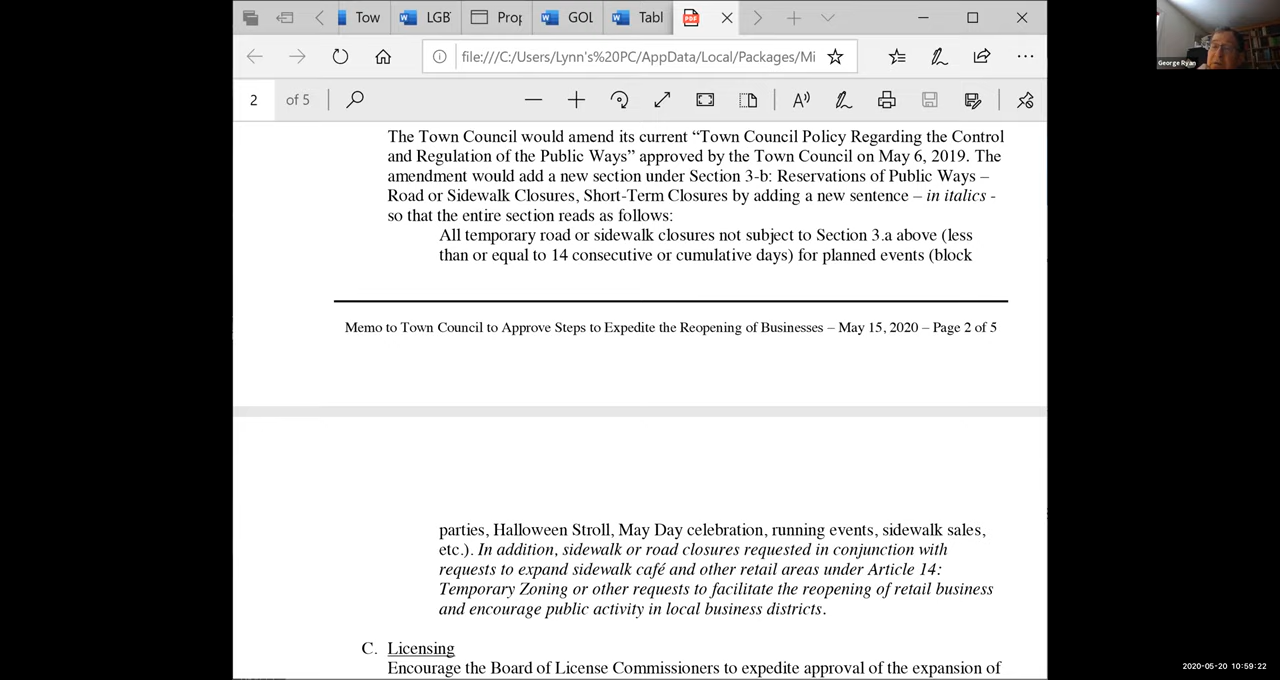 Tow
LGB
Proj
GOL
Tabl
PDF
file:///C:/Users/Lynn's%20PC/AppData/Local/Packages/Mi
2 of 5
The Town Council would amend its current “Town Council Policy Regarding the Control
and Regulation of the Public Ways” approved by the Town Council on May 6, 2019. The
amendment would add a new section under Section 3-b: Reservations of Public Ways –
Road or Sidewalk Closures, Short-Term Closures by adding a new sentence – in italics -
so that the entire section reads as follows:
All temporary road or sidewalk closures not subject to Section 3.a above (less
than or equal to 14 consecutive or cumulative days) for planned events (block
Memo to Town Council to Approve Steps to Expedite the Reopening of Businesses – May 15, 2020 – Page 2 of 5
parties, Halloween Stroll, May Day celebration, running events, sidewalk sales,
etc.). In addition, sidewalk or road closures requested in conjunction with
requests to expand sidewalk café and other retail areas under Article 14:
Temporary Zoning or other requests to facilitate the reopening of retail business
and encourage public activity in local business districts.
C. Licensing
Encourage the Board of License Commissioners to expedite approval of the expansion of
George Ryan
2020-05-20 10:59:22